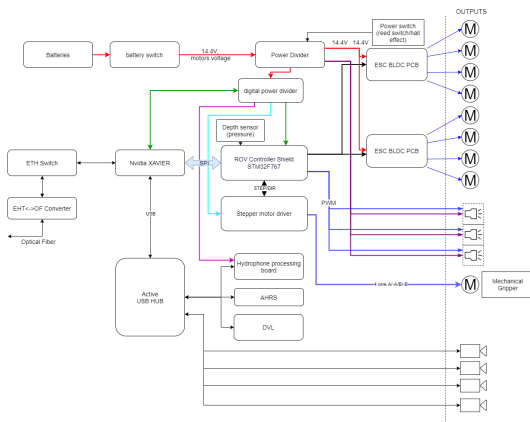 OUTPUTS
Power switch
(reed switch/hall
effect)
Batteries
battery switch
14.4V,
motors voltage
Power Divider
14.4V
14.4V
ESC BLDC PCB
M
M
M
M
digital power divider
Depth sensor
(pressure)
ESC BLDC PCB
M
M
M
M
ETH Switch
Nvidia XAVIER
SPI
ROV Controller Shield
STM32F767
STEP/DIR
PWM
EHT<->OF Converter
Optical Fiber
USB
Stepper motor driver
Hydrophone processing
board
Active
USB HUB
AHRS
DVL
4 wire A/-A/B/-B
M
Mechanical
Gripper